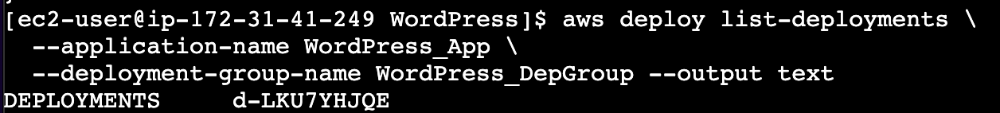 [ec2-user@ip-172-31-41-249 WordPress]$ aws deploy list-deployments \
--application-name WordPress_App \
--deployment-group-name WordPress_DepGroup --output text
DEPLOYMENTS d-LKU7YHJQE